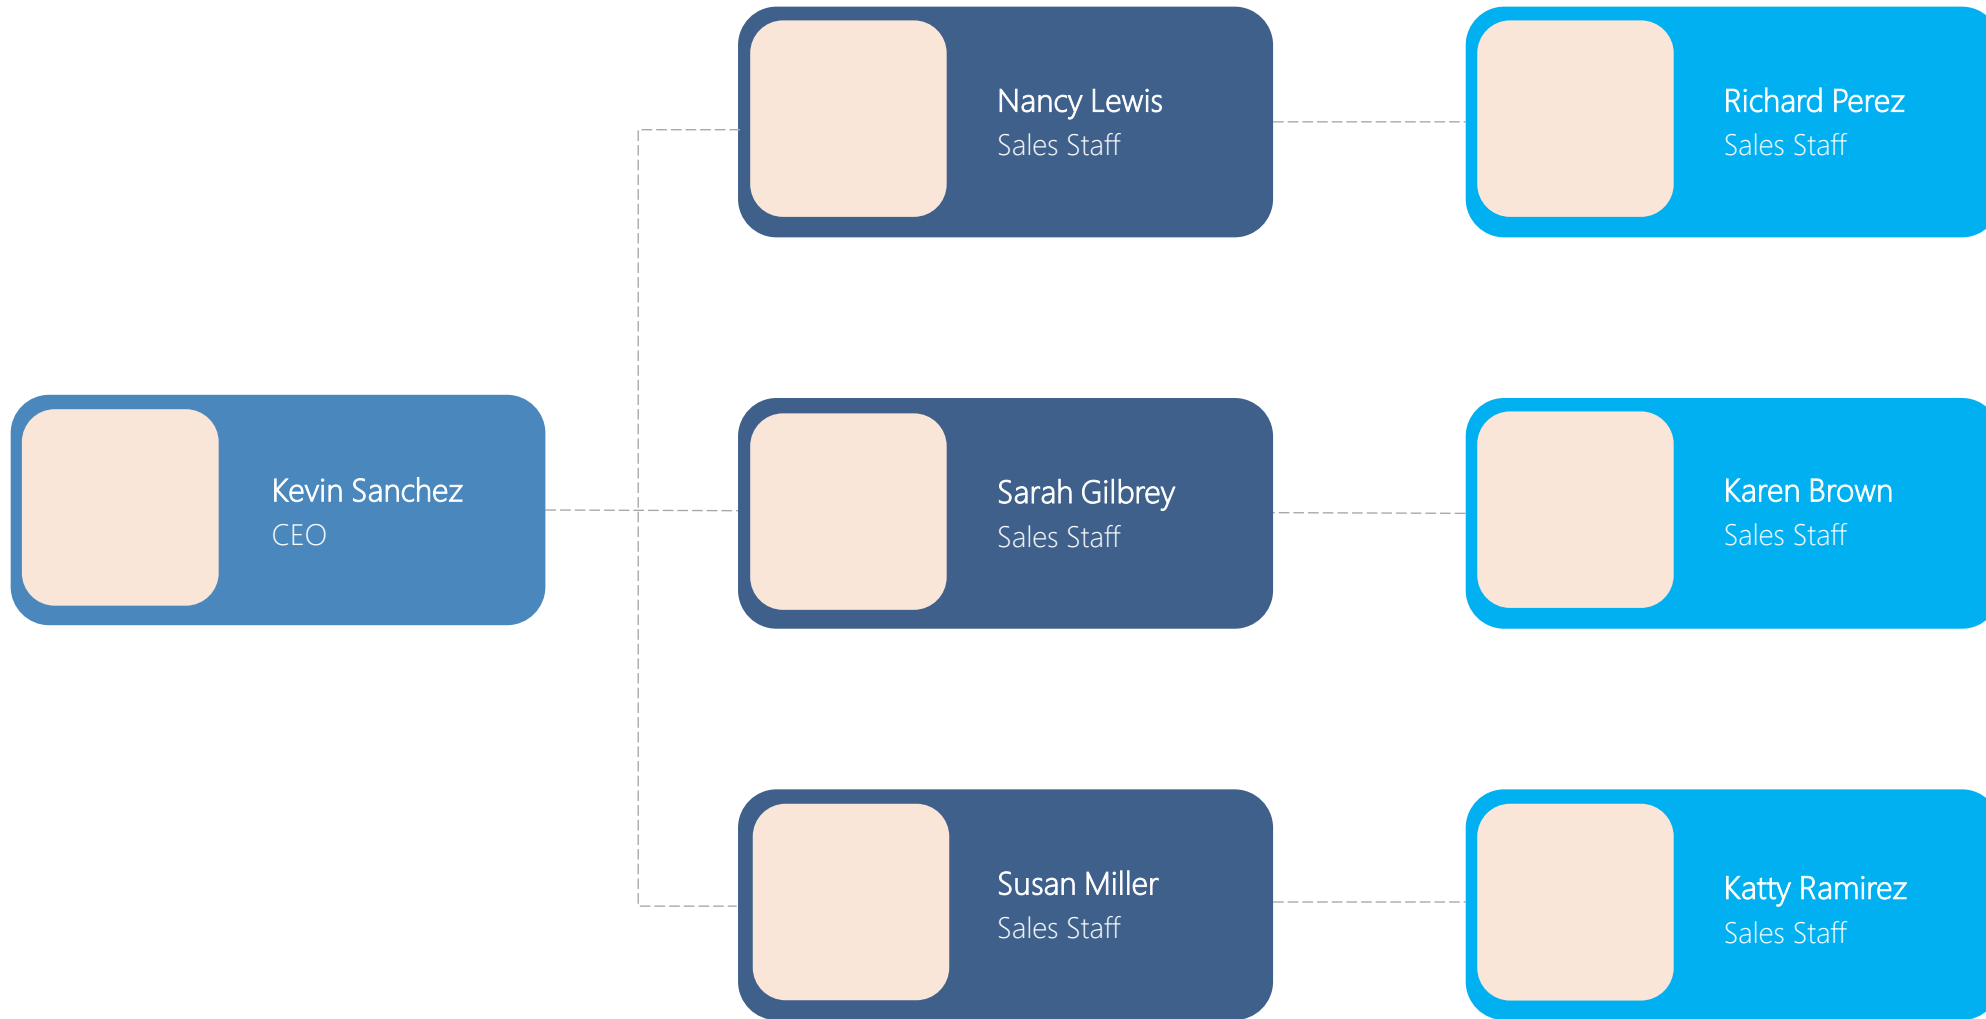 Nancy Lewis
Sales Staff
Richard Perez
Sales Staff
Kevin Sanchez
CEO
Sarah Gilbrey
Sales Staff
Karen Brown
Sales Staff
Susan Miller
Sales Staff
Katty Ramirez
Sales Staff